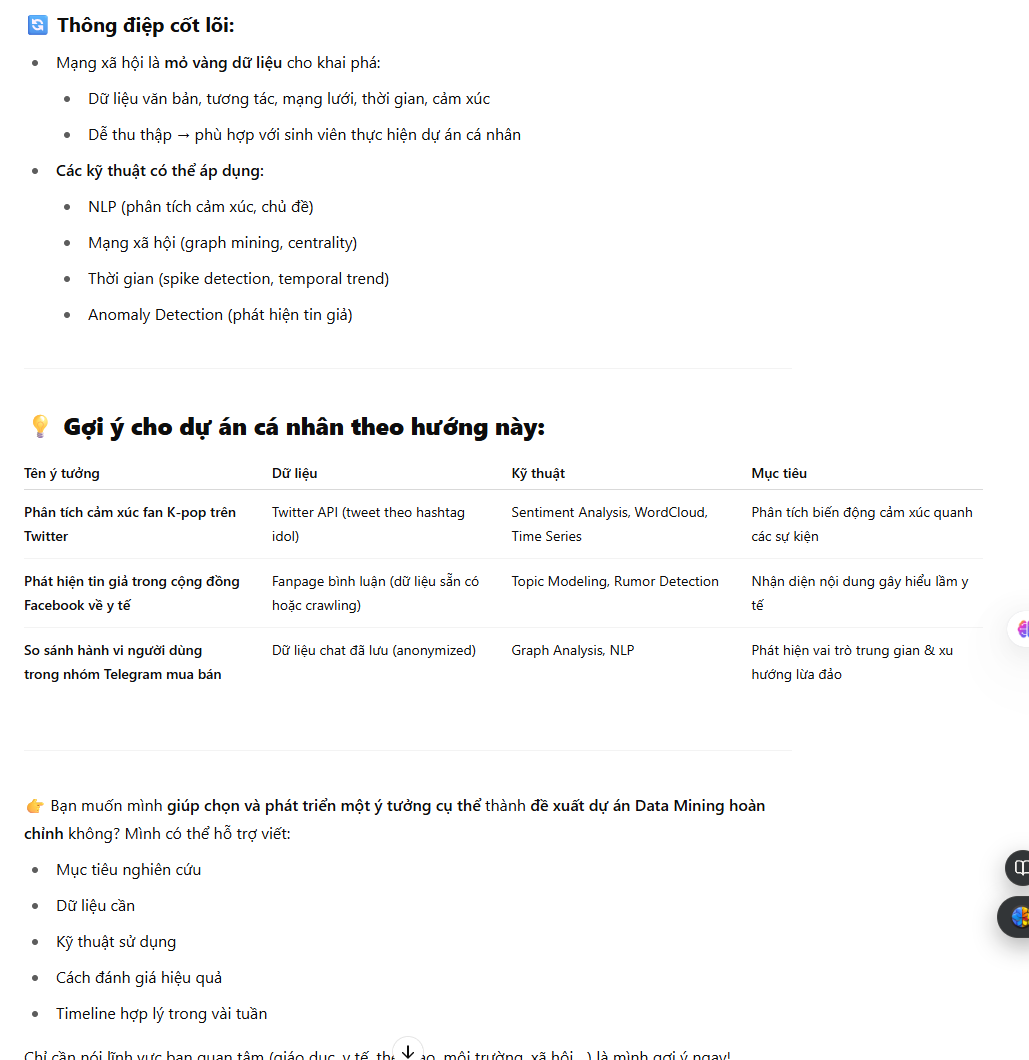 Thông điệp cốt lõi:
Mạng xã hội là mỏ vàng dữ liệu cho khai phá:
Dữ liệu văn bản, tương tác, mạng lưới, thời gian, cảm xúc
Dễ thu thập → phù hợp với sinh viên thực hiện dự án cá nhân
Các kỹ thuật có thể áp dụng:
NLP (phân tích cảm xúc, chủ đề)
Mạng xã hội (graph mining, centrality)
Thời gian (spike detection, temporal trend)
Anomaly Detection (phát hiện tin giả)
Gợi ý cho dự án cá nhân theo hướng này:
Tên ý tưởng Dữ liệu Kỹ thuật Mục tiêu
Phân tích cảm xúc fan K-pop trên Twitter API (tweet theo hashtag Sentiment Analysis, WordCloud, Phân tích biến động cảm xúc quanh
Twitter idol) Time Series các sự kiện
Phát hiện tin giả trong cộng đồng Fanpage bình luận (dữ liệu sẵn có Topic Modeling, Rumor Detection Nhận diện nội dung gây hiểu lầm y
Facebook về y tế hoặc crawling) tế
So sánh hành vi người dùng Dữ liệu chat đã lưu (anonymized) Graph Analysis, NLP Phát hiện vai trò trung gian & xu
trong nhóm Telegram mua bán hướng lừa đảo
Bạn muốn mình giúp chọn và phát triển một ý tưởng cụ thể thành đề xuất dự án Data Mining hoàn
chỉnh không? Mình có thể hỗ trợ viết:
Mục tiêu nghiên cứu
Dữ liệu cần
Kỹ thuật sử dụng
Cách đánh giá hiệu quả
Timeline hợp lý trong vài tuần
Chỉ cần nói lĩnh vực bạn quan tâm (giáo dục, y tế, môi trường, xã hội...) là mình gợi ý ngay!